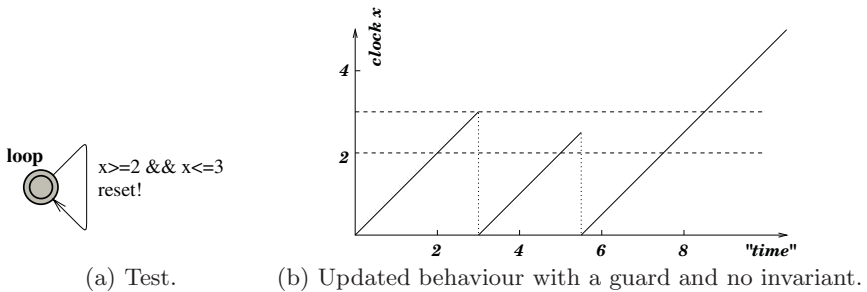 loop
x>=2 && x<=3
reset!
(a) Test.
clock x
4
2
2
4
6
8
"time"
(b) Updated behaviour with a guard and no invariant.